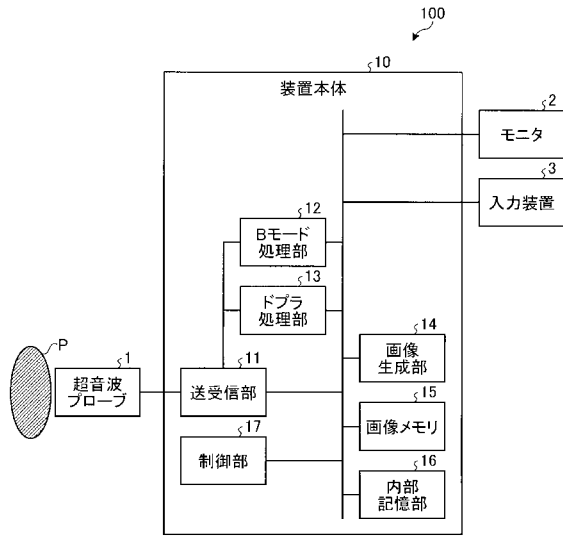 100
10
装置本体
2
モニタ
3
入力装置
12
Bモード
処理部
13
ドプラ
処理部
P
1
超音波
プローブ
11
送受信部
14
画像
生成部
15
画像メモリ
17
制御部
16
内部
記憶部